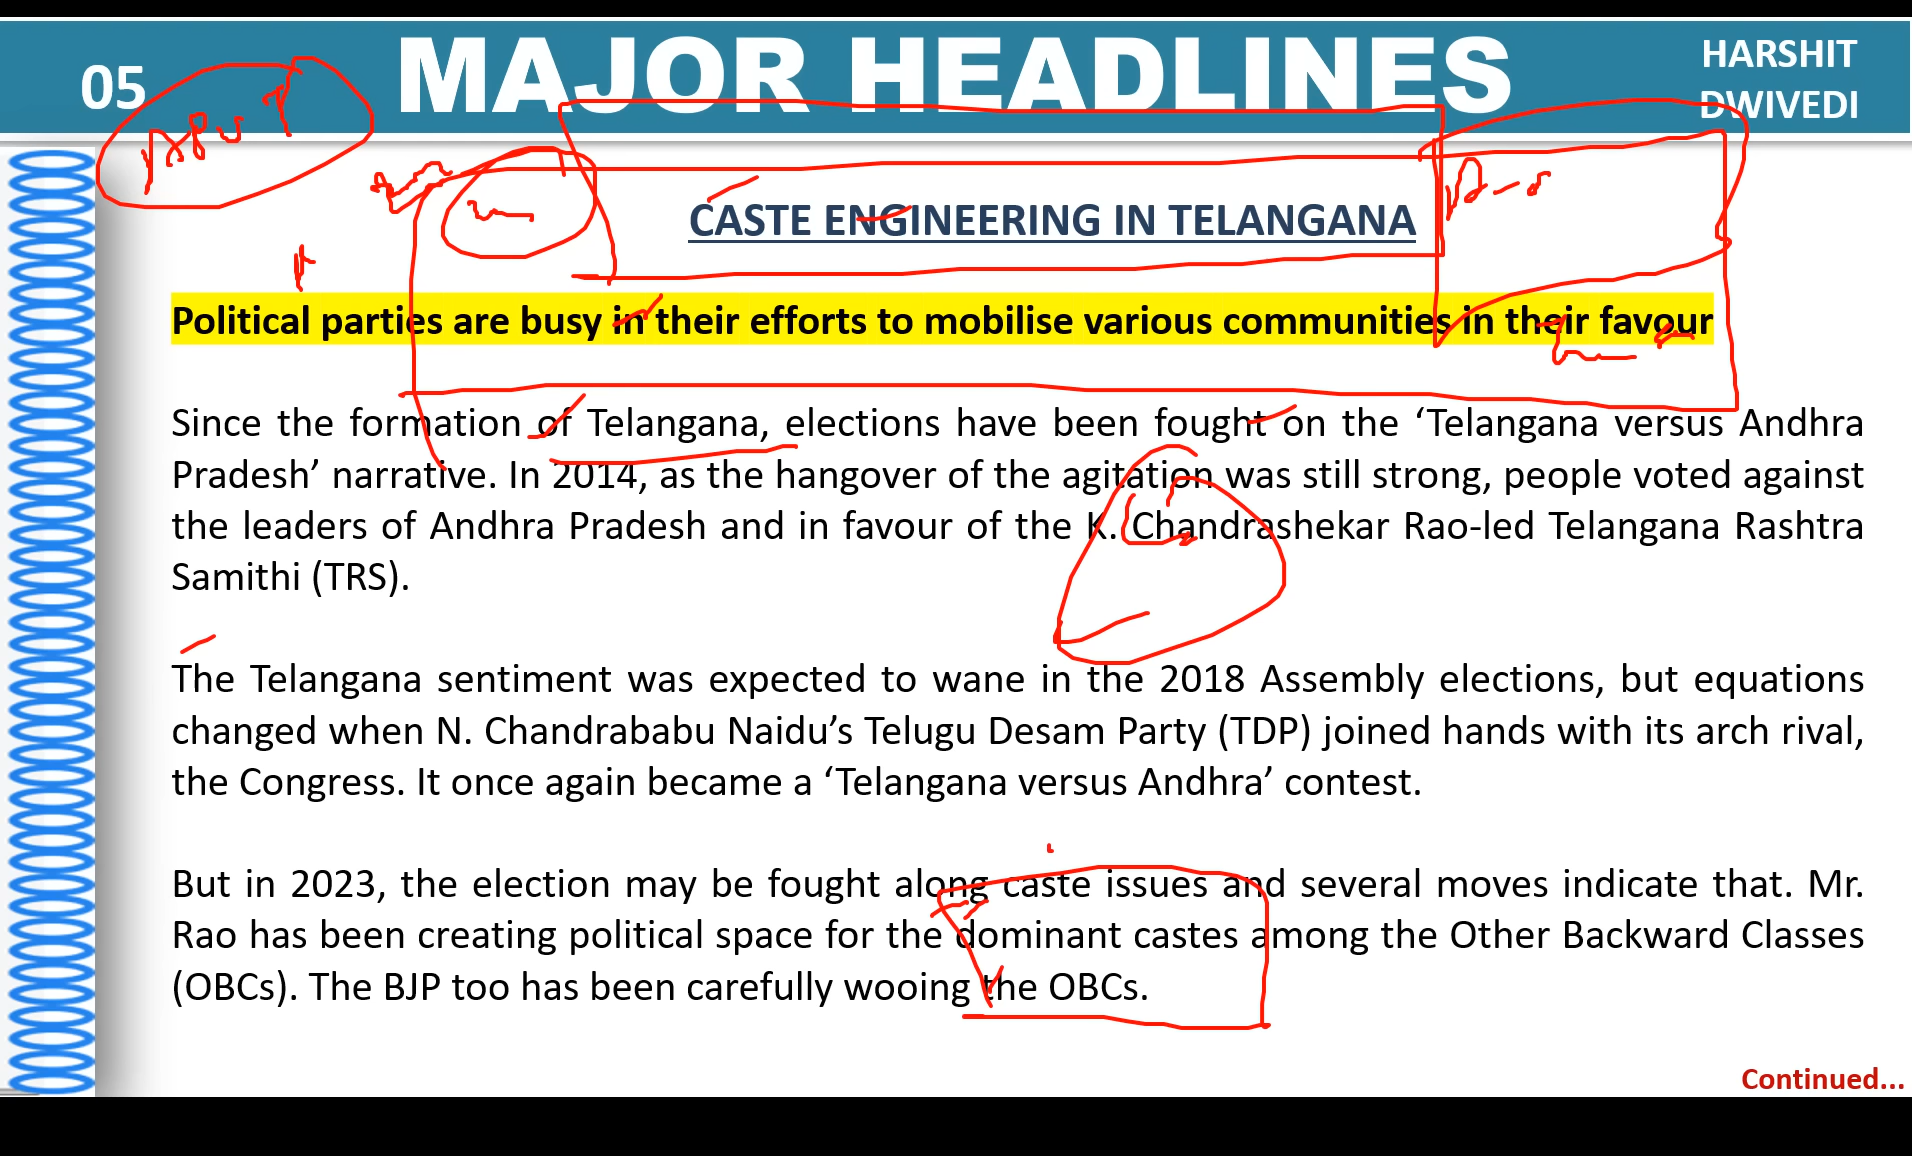 05
MAJOR HEADLINES
HARSHIT
DWIVEDI
CASTE ENGINEERING IN TELANGANA
Political parties are busy in their efforts to mobilise various communities in their favour
Since the formation of Telangana, elections have been fought on the ‘Telangana versus Andhra
Pradesh’ narrative. In 2014, as the hangover of the agitation was still strong, people voted against
the leaders of Andhra Pradesh and in favour of the K. Chandrashekar Rao-led Telangana Rashtra
Samithi (TRS).
The Telangana sentiment was expected to wane in the 2018 Assembly elections, but equations
changed when N. Chandrababu Naidu’s Telugu Desam Party (TDP) joined hands with its arch rival,
the Congress. It once again became a ‘Telangana versus Andhra’ contest.
But in 2023, the election may be fought along caste issues and several moves indicate that. Mr.
Rao has been creating political space for the dominant castes among the Other Backward Classes
(OBCs). The BJP too has been carefully wooing the OBCs.
Continued...